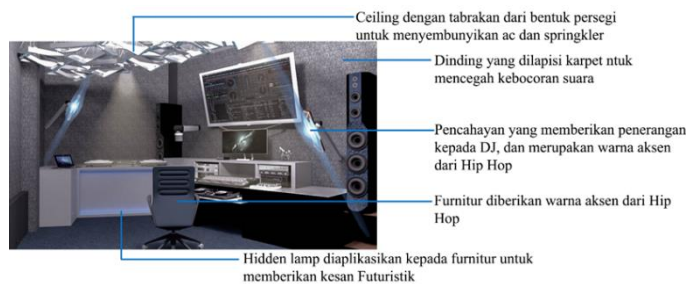 Ceiling dengan tabrakan dari bentuk persegi
untuk menyembunyikan ac dan springkler
Dinding yang dilapisi karpet ntuk
mencegah kebocoran suara
Pencahayan yang memberikan penerangan
kepada DJ, dan merupakan warna aksen
dari Hip Hop
Furnitur diberikan warna aksen dari Hip
Hop
Hidden lamp diaplikasikan kepada furnitur untuk
memberikan kesan Futuristik